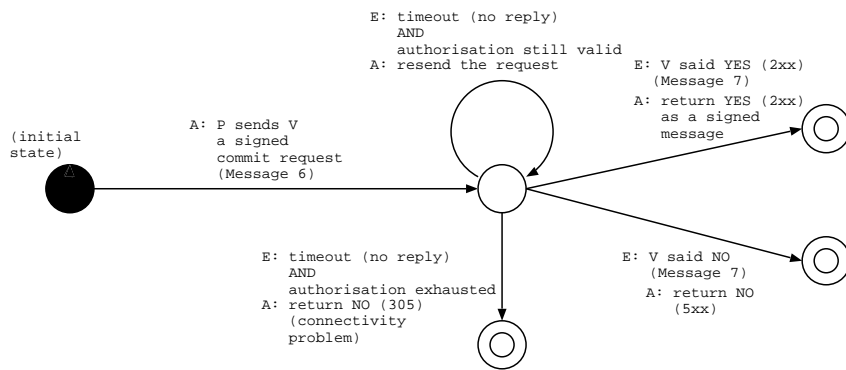 E: timeout (no reply)
AND
authorisation still valid
A: resend the request
E: V said YES (2xx)
(Message 7)
A: return YES (2xx)
as a signed
message
A: P sends V
a signed
commit request
(Message 6)
(initial
state)
E: timeout (no reply)
AND
authorisation exhausted
A: return NO (305)
(connectivity
problem)
E: V said NO
(Message 7)
A: return NO
(5xx)